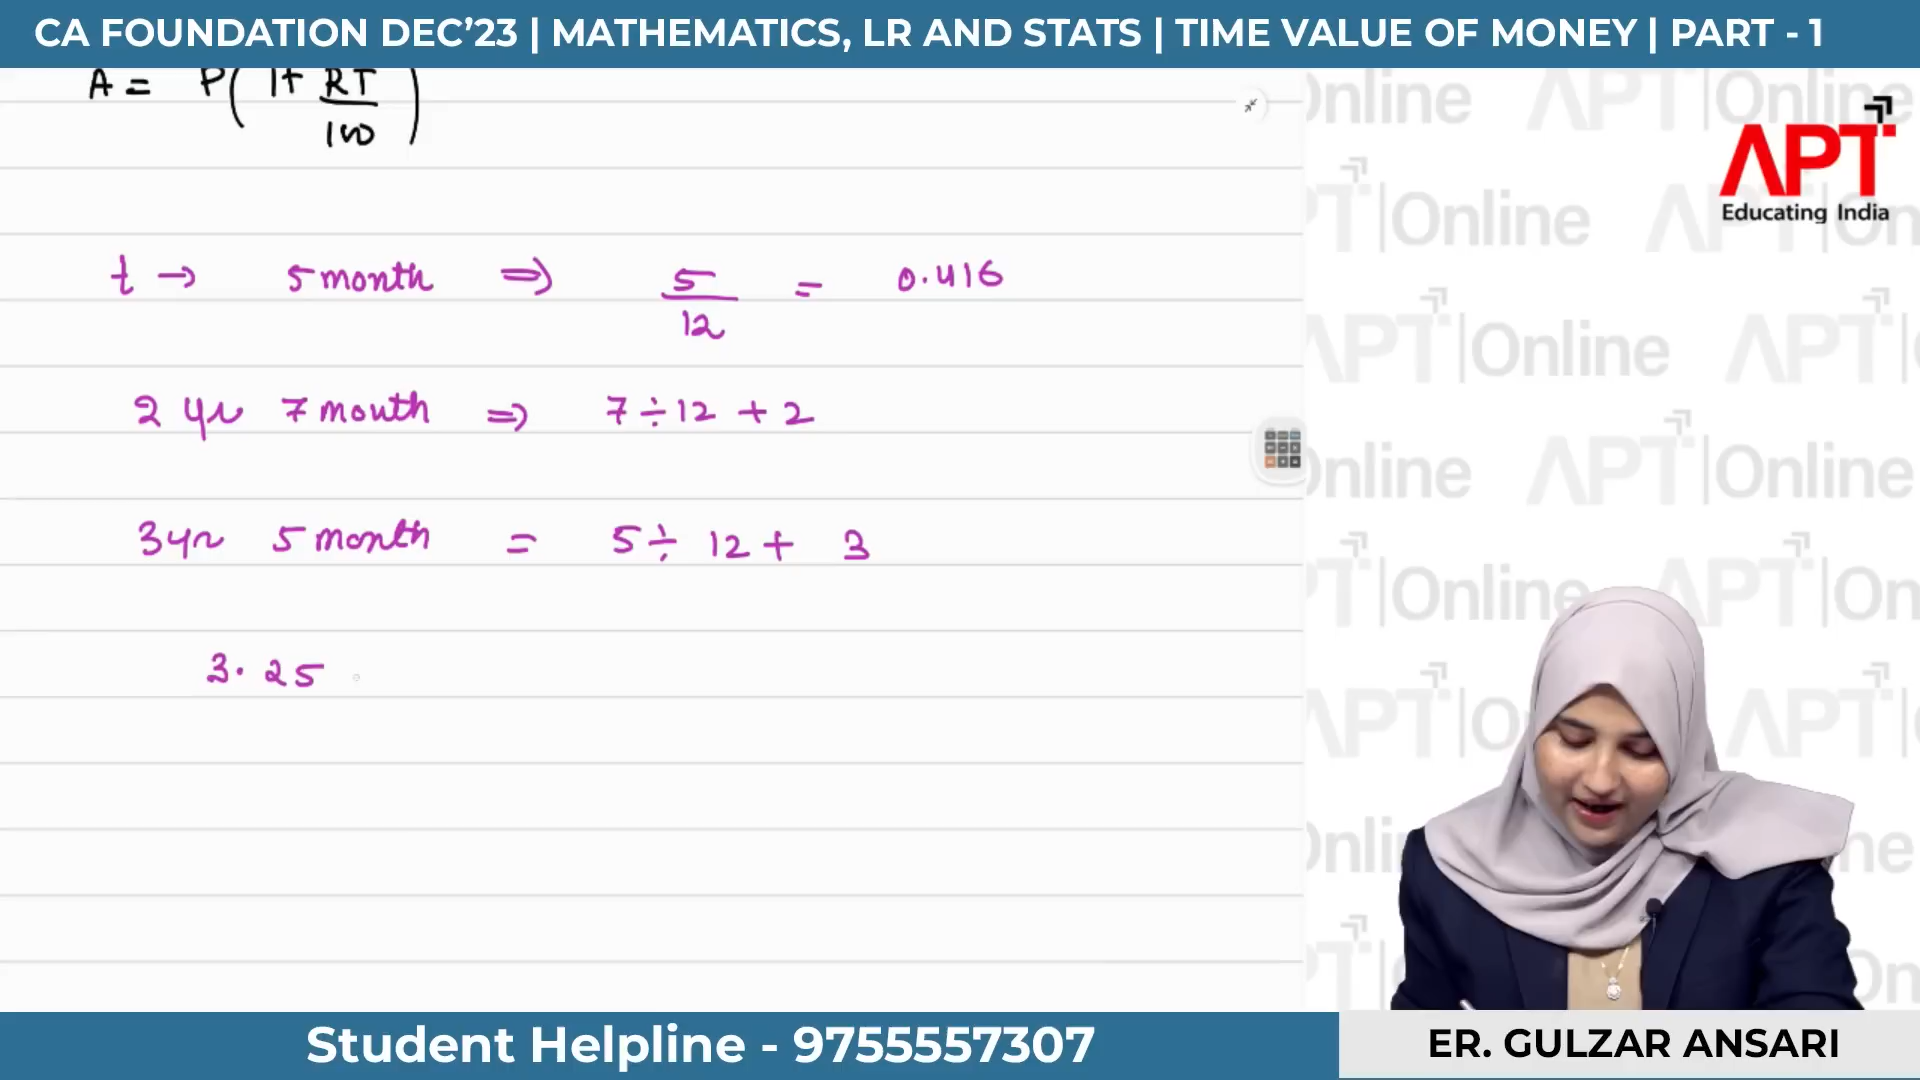 CA FOUNDATION DEC’23 | MATHEMATICS, LR AND STATS | TIME VALUE OF MONEY | PART - 1
A = P(1+ RT/100)
APT
Educating India
t → 5 month ⇒ 5/12 = 0.416
2 yr 7 month ⇒ 7 ÷ 12 + 2
3 yr 5 month = 5 ÷ 12 + 3
3.25
APT|Online
Student Helpline - 9755557307
ER. GULZAR ANSARI